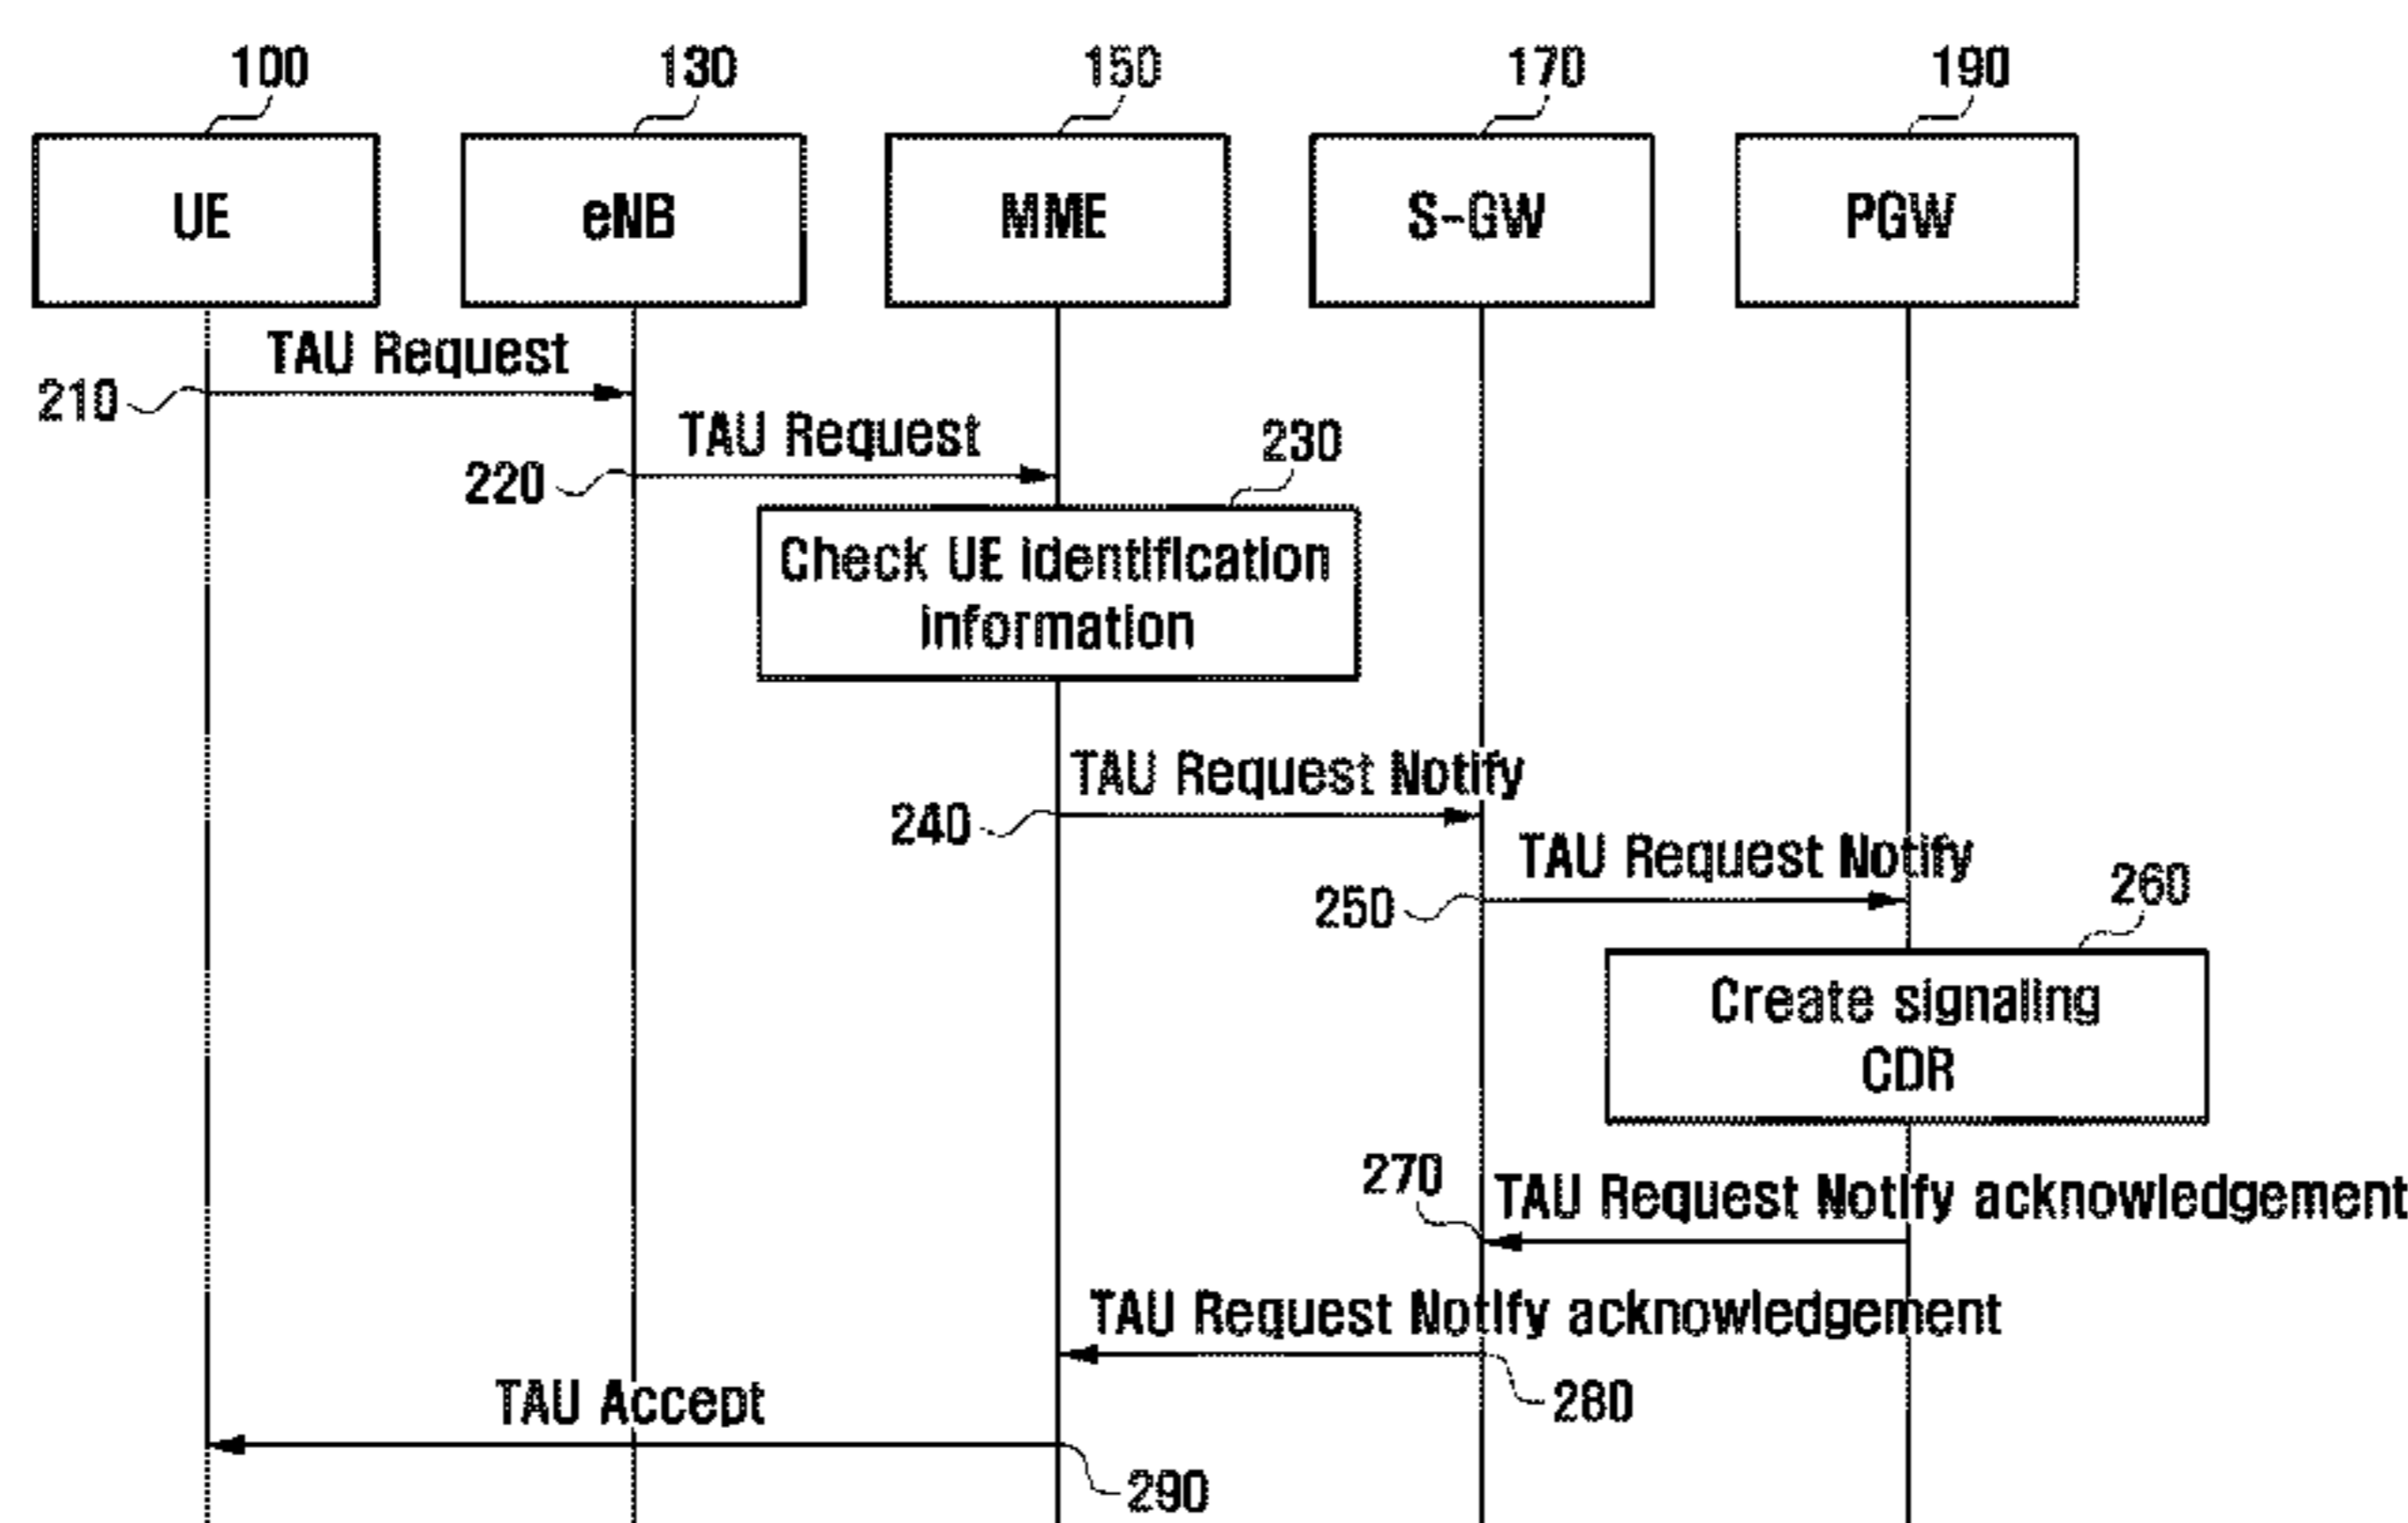 100 130 150 170 190
UE eNB MME S-GW PGW
TAU Request
210
TAU Request
220
230
Check UE identification
information
TAU Request Notify
240
TAU Request Notify
250
260
Create signaling
CDR
270
TAU Request Notify acknowledgement
TAU Request Notify acknowledgement
280
TAU Accept
290